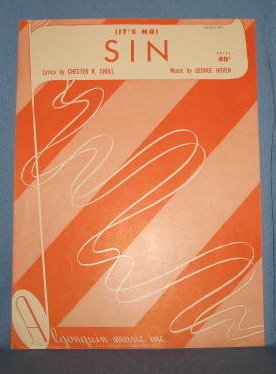 (IT'S NO)
SIN
PRICE
40¢
Lyrics by CHESTER R. SHULL
Music by GEORGE HOVEN
Algonquin music inc.